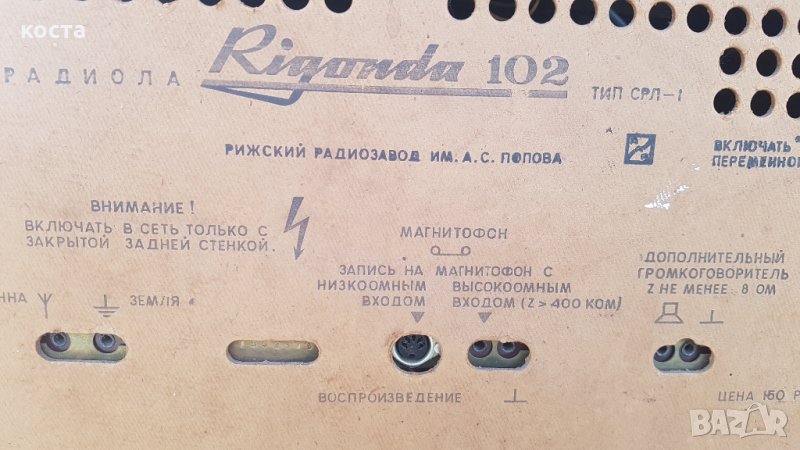 коста
РАДИОЛА Rigonda 102 ТИП СРЛ-1
РИЖСКИЙ РАДИОЗАВОД ИМ. А.С. ПОПОВА
ВКЛЮЧАТЬ
ПЕРЕМЕННО
ВНИМАНИЕ!
ВКЛЮЧАТЬ В СЕТЬ ТОЛЬКО С
ЗАКРЫТОЙ ЗАДНЕЙ СТЕНКОЙ.
МАГНИТОФОН
ЗАПИСЬ НА МАГНИТОФОН С
НИЗКООМНЫМ ВЫСОКООМНЫМ
ВХОДОМ ВХОДОМ (Z > 400 КОМ)
ДОПОЛНИТЕЛЬНЫЙ
ГРОМКОГОВОРИТЕЛЬ
Z НЕ МЕНЕЕ 8 ОМ
ННА ЗЕМЛЯ
ВОСПРОИЗВЕДЕНИЕ
ЦЕНА 160 Р
BAZAR